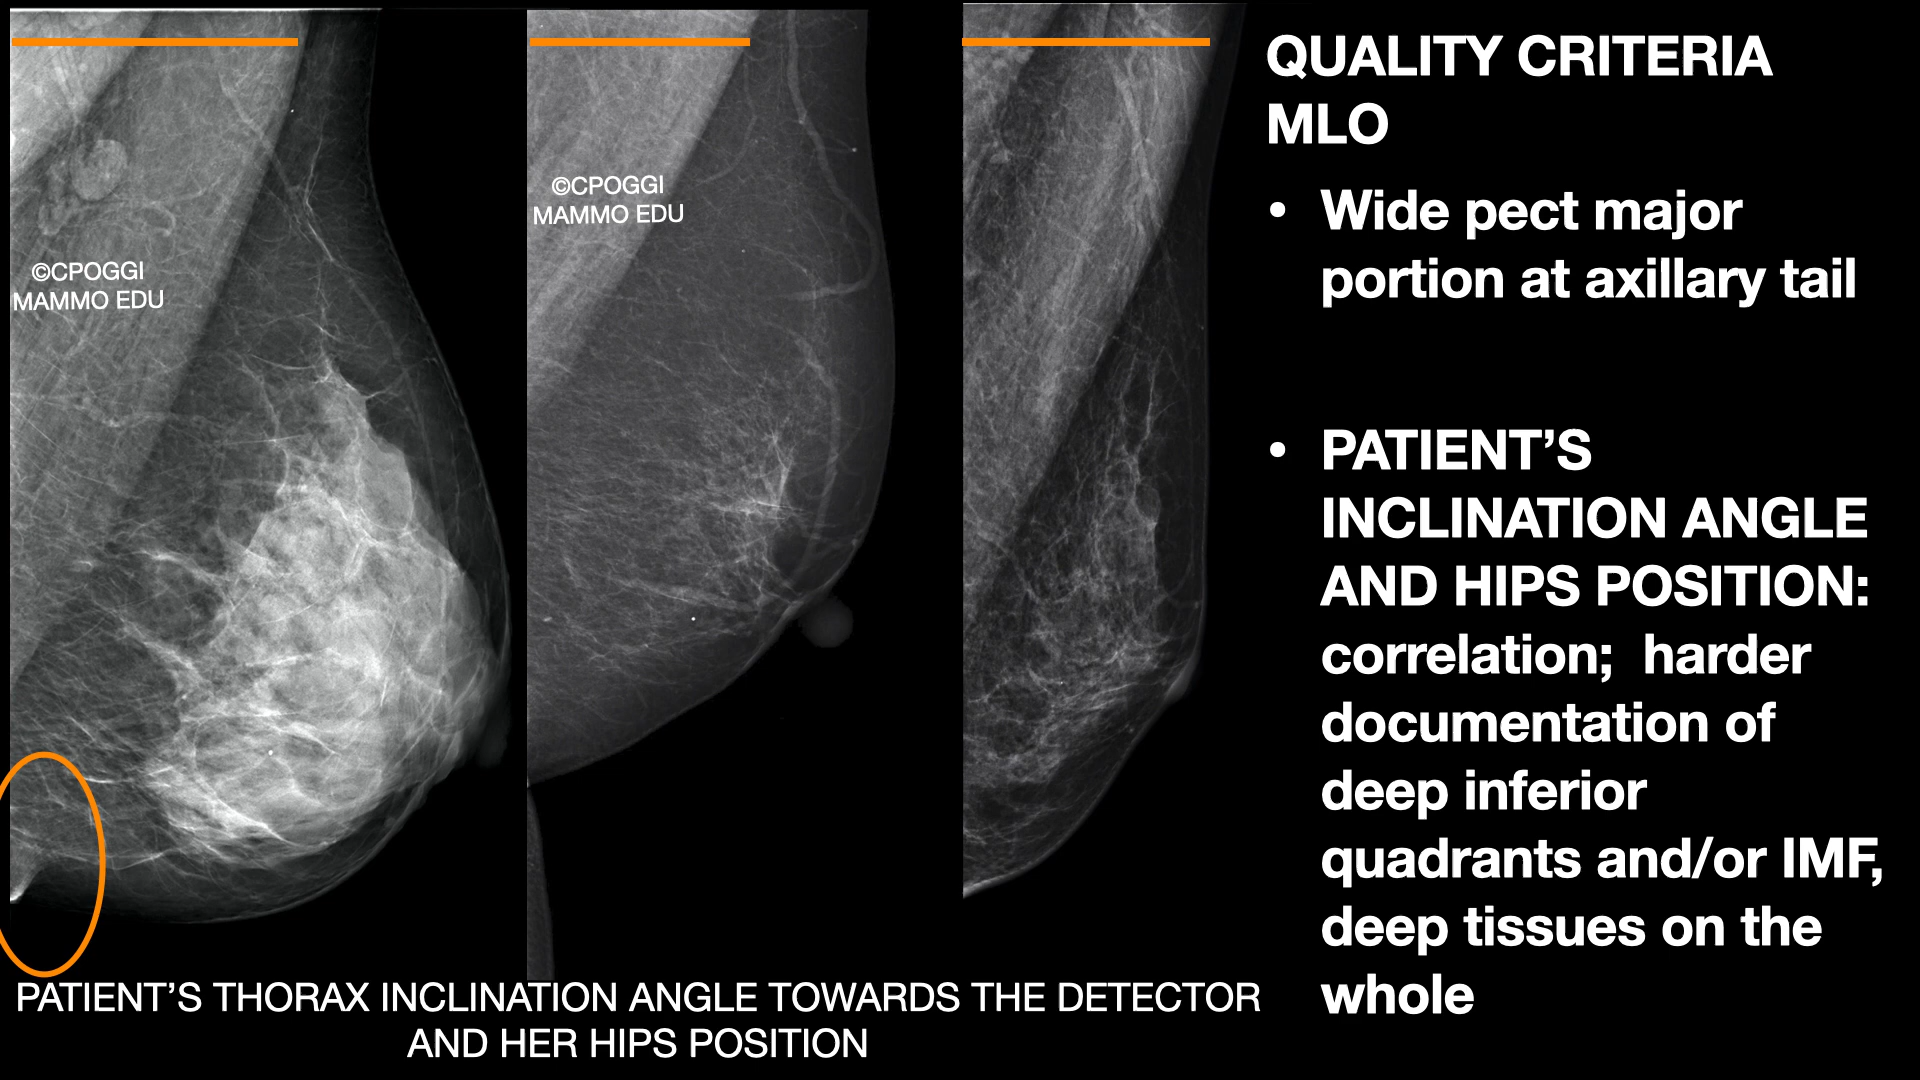 QUALITY CRITERIA
MLO
• Wide pect major
portion at axillary tail
• PATIENT’S
INCLINATION ANGLE
AND HIPS POSITION:
correlation; harder
documentation of
deep inferior
quadrants and/or IMF,
deep tissues on the
whole
©CPOGGI
MAMMO EDU
©CPOGGI
MAMMO EDU
PATIENT’S THORAX INCLINATION ANGLE TOWARDS THE DETECTOR
AND HER HIPS POSITION